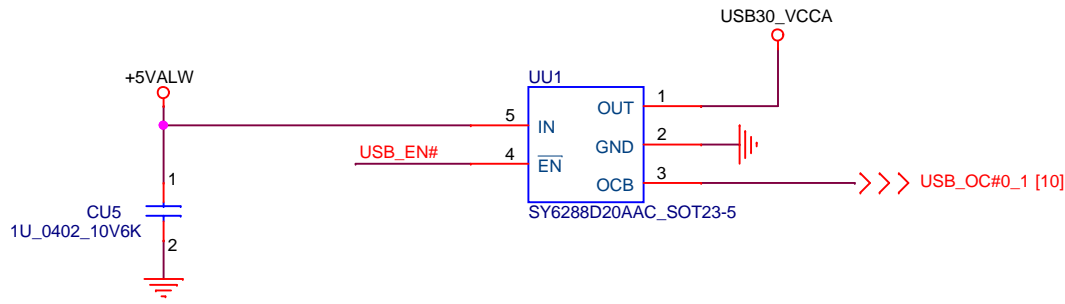 USB30_VCCA
+5VALW
UU1
1
OUT
5
IN
2
GND
USB_EN#
4
EN
3
OCB
USB_OC#0_1 [10]
SY6288D20AAC_SOT23-5
1
CU5
1U_0402_10V6K
2